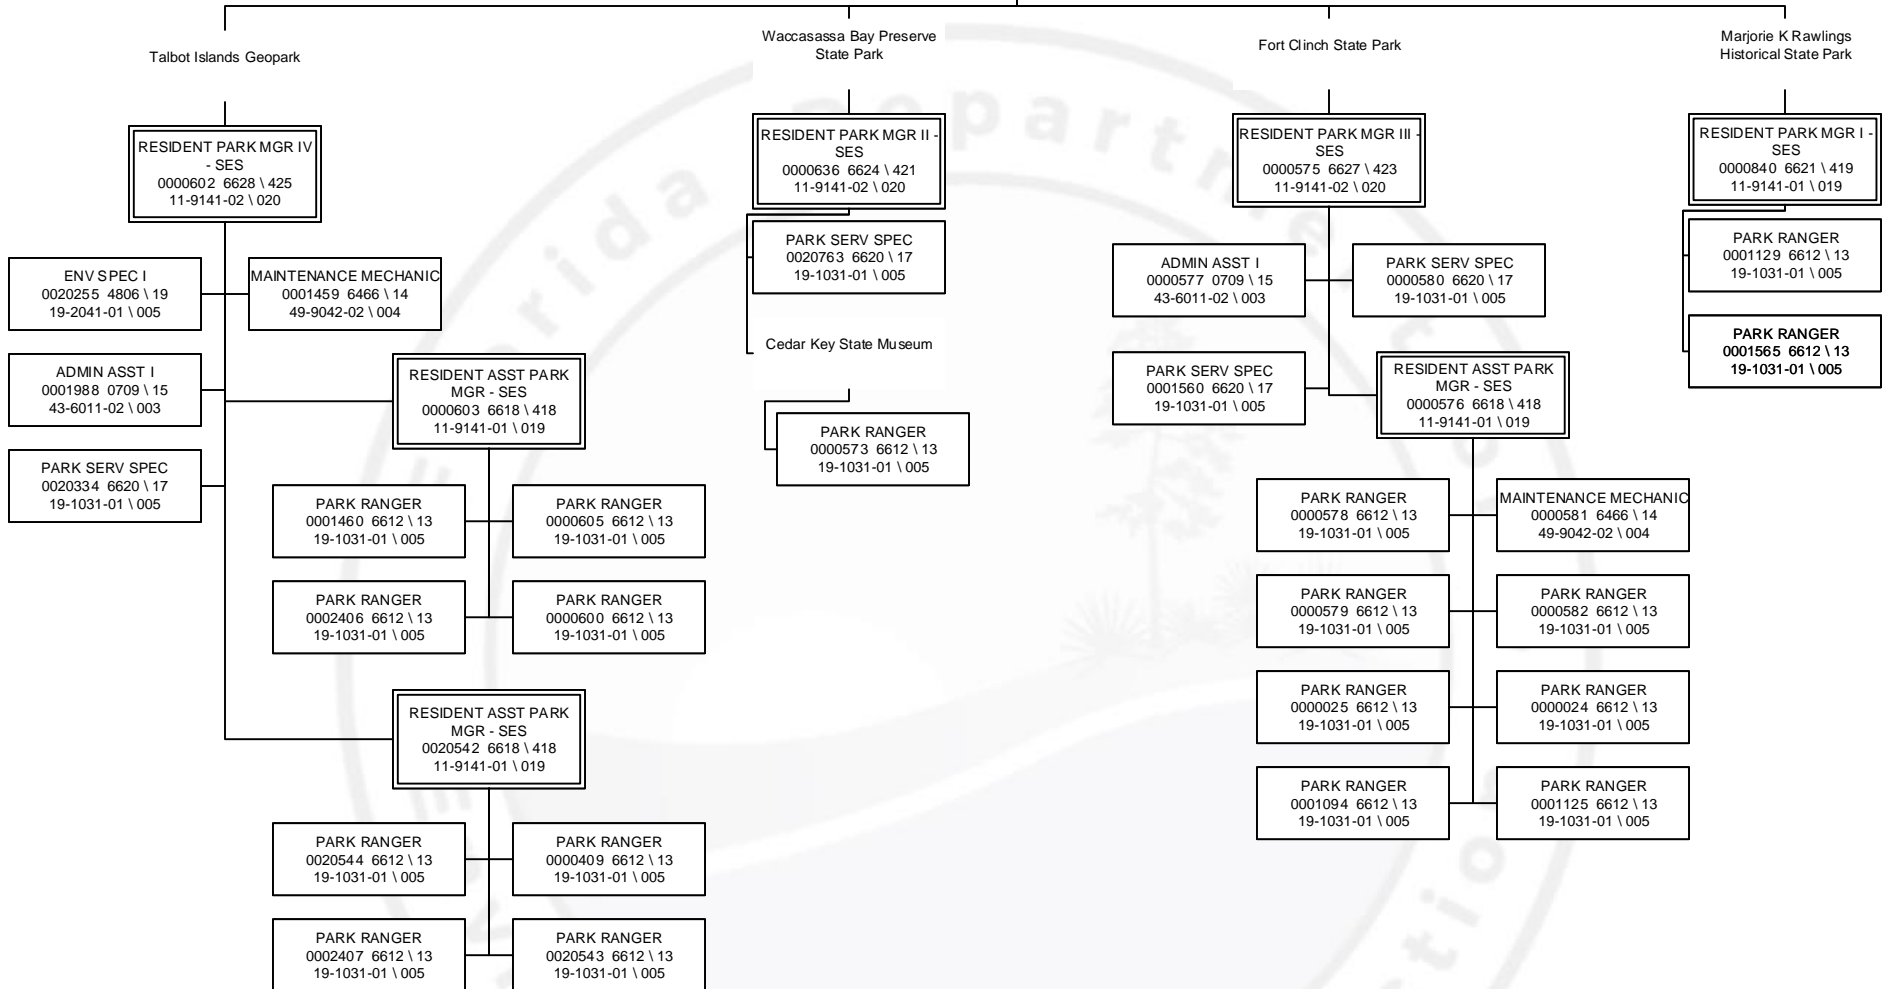 Talbot Islands Geopark
RESIDENT PARK MGR IV
- SES
0000602 6628 \ 425
11-9141-02 \ 020
ENV SPEC I
0020255 4806 \ 19
19-2041-01 \ 005
MAINTENANCE MECHANIC
0001459 6466 \ 14
49-9042-02 \ 004
ADMIN ASST I
0001988 0709 \ 15
43-6011-02 \ 003
PARK SERV SPEC
0020334 6620 \ 17
19-1031-01 \ 005
RESIDENT ASST PARK
MGR - SES
0000603 6618 \ 418
11-9141-01 \ 019
PARK RANGER
0001460 6612 \ 13
19-1031-01 \ 005
PARK RANGER
0000605 6612 \ 13
19-1031-01 \ 005
PARK RANGER
0002406 6612 \ 13
19-1031-01 \ 005
PARK RANGER
0000600 6612 \ 13
19-1031-01 \ 005
RESIDENT ASST PARK
MGR - SES
0020542 6618 \ 418
11-9141-01 \ 019
PARK RANGER
0020544 6612 \ 13
19-1031-01 \ 005
PARK RANGER
0000409 6612 \ 13
19-1031-01 \ 005
PARK RANGER
0002407 6612 \ 13
19-1031-01 \ 005
PARK RANGER
0020543 6612 \ 13
19-1031-01 \ 005
Waccasassa Bay Preserve
State Park
RESIDENT PARK MGR II -
SES
0000636 6624 \ 421
11-9141-02 \ 020
PARK SERV SPEC
0020763 6620 \ 17
19-1031-01 \ 005
Cedar Key State Museum
PARK RANGER
0000573 6612 \ 13
19-1031-01 \ 005
Fort Clinch State Park
RESIDENT PARK MGR III -
SES
0000575 6627 \ 423
11-9141-02 \ 020
ADMIN ASST I
0000577 0709 \ 15
43-6011-02 \ 003
PARK SERV SPEC
0000580 6620 \ 17
19-1031-01 \ 005
PARK SERV SPEC
0001560 6620 \ 17
19-1031-01 \ 005
RESIDENT ASST PARK
MGR - SES
0000576 6618 \ 418
11-9141-01 \ 019
PARK RANGER
0000578 6612 \ 13
19-1031-01 \ 005
MAINTENANCE MECHANIC
0000581 6466 \ 14
49-9042-02 \ 004
PARK RANGER
0000579 6612 \ 13
19-1031-01 \ 005
PARK RANGER
0000582 6612 \ 13
19-1031-01 \ 005
PARK RANGER
0000025 6612 \ 13
19-1031-01 \ 005
PARK RANGER
0000024 6612 \ 13
19-1031-01 \ 005
PARK RANGER
0001094 6612 \ 13
19-1031-01 \ 005
PARK RANGER
0001125 6612 \ 13
19-1031-01 \ 005
Marjorie K Rawlings
Historical State Park
RESIDENT PARK MGR I -
SES
0000840 6621 \ 419
11-9141-01 \ 019
PARK RANGER
0001129 6612 \ 13
19-1031-01 \ 005
PARK RANGER
0001565 6612 \ 13
19-1031-01 \ 005
Florida Department